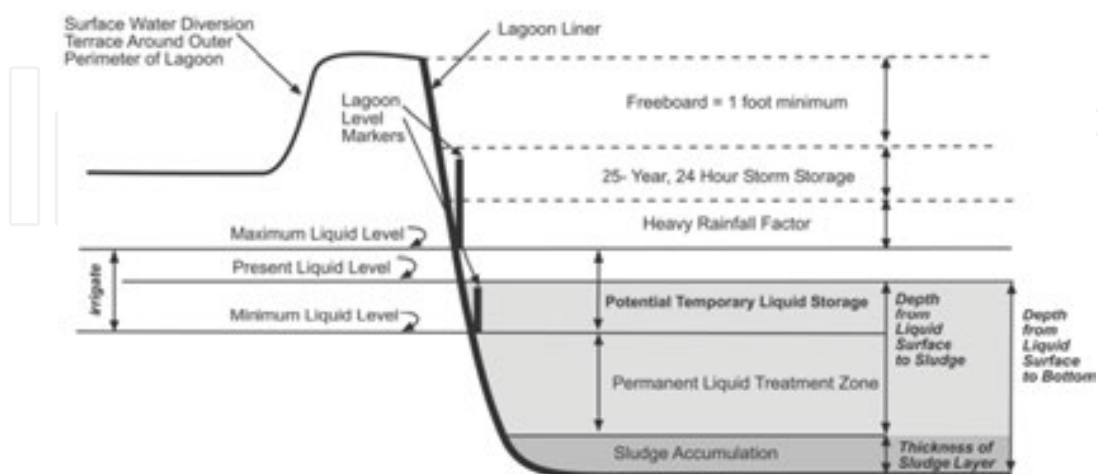 Surface Water Diversion
Terrace Around Outer
Perimeter of Lagoon
Lagoon Liner
Lagoon
Level
Markers
Freeboard = 1 foot minimum
25- Year, 24 Hour Storm Storage
Heavy Rainfall Factor
Maximum Liquid Level
Present Liquid Level
Minimum Liquid Level
Irrigate
Potential Temporary Liquid Storage
Depth
from
Liquid
Surface
to Sludge
Depth
from
Liquid
Surface
to Bottom
Permanent Liquid Treatment Zone
Sludge Accumulation
Thickness of
Sludge Layer